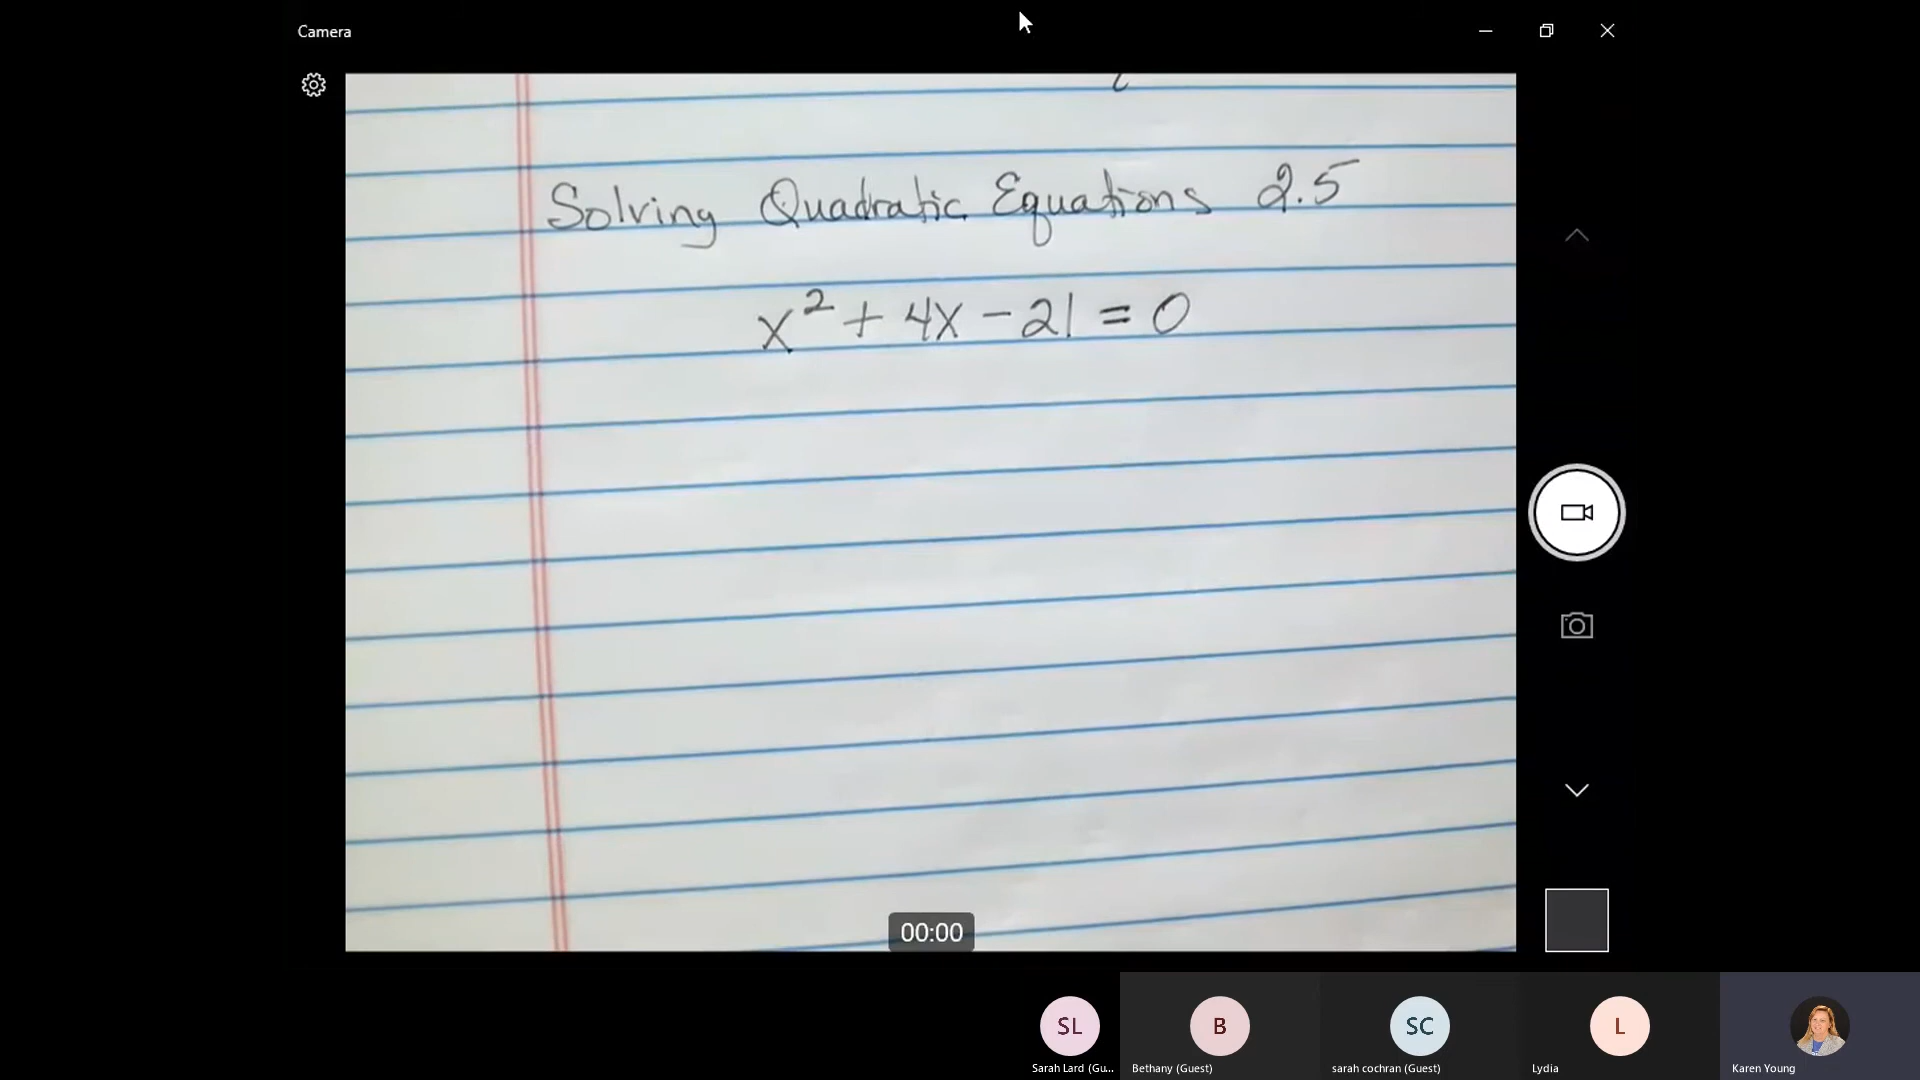 Camera
Solving Quadratic Equations 2.5
x² + 4x - 21 = 0
00:00
SL
B
SC
L
Sarah Lard (Gu...
Bethany (Guest)
sarah cochran (Guest)
Lydia
Karen Young